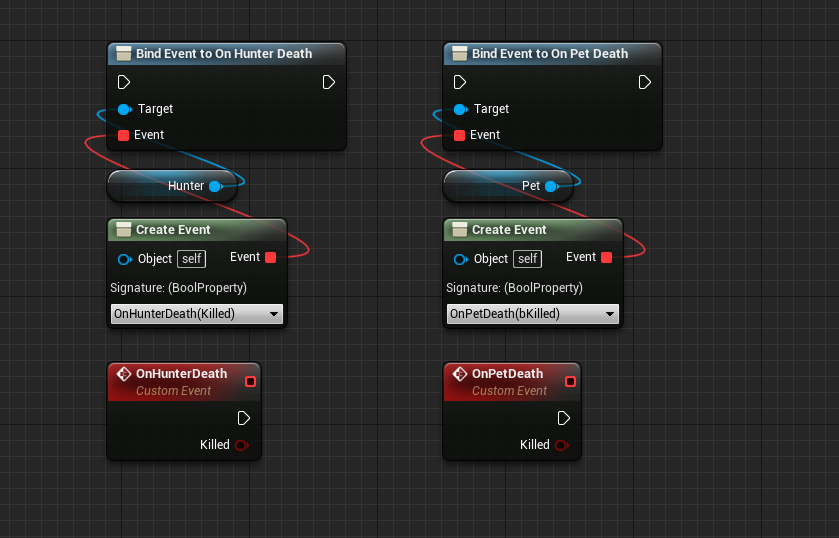 Bind Event to On Hunter Death
Target
Event
Hunter
Create Event
Object self Event
Signature: (BoolProperty)
OnHunterDeath(Killed)
OnHunterDeath
Custom Event
Killed
Bind Event to On Pet Death
Target
Event
Pet
Create Event
Object self Event
Signature: (BoolProperty)
OnPetDeath(bKilled)
OnPetDeath
Custom Event
Killed